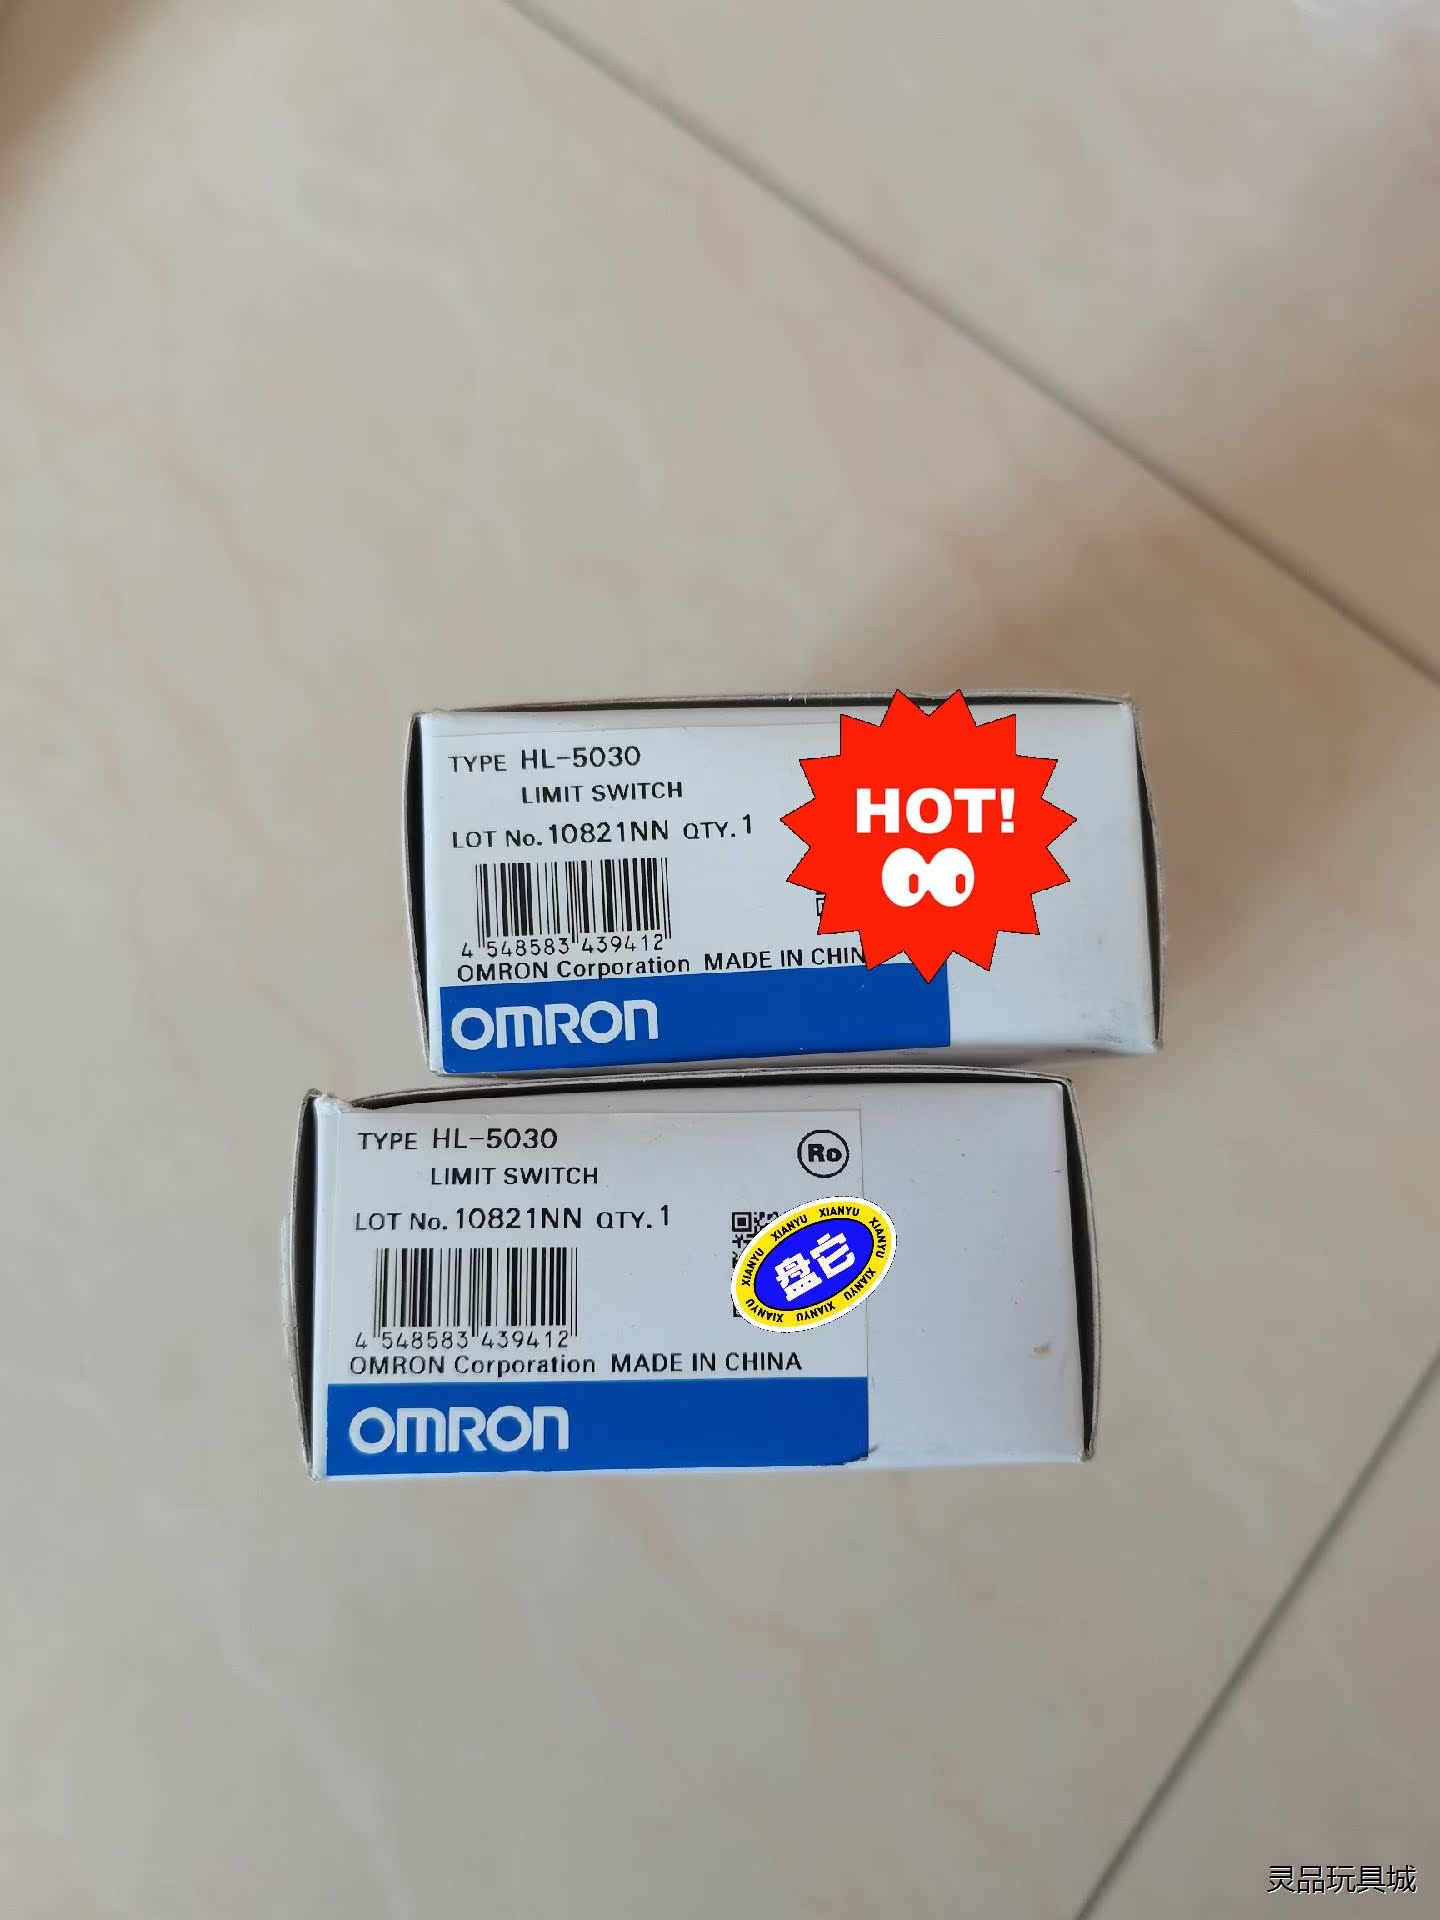 TYPE HL-5030
LIMIT SWITCH
LOT No. 10821NN QTY. 1
4 548583 439412
OMRON Corporation MADE IN CHIN
OMRON
HOT!
TYPE HL-5030
LIMIT SWITCH
Ro
LOT No. 10821NN QTY. 1
4 548583 439412
OMRON Corporation MADE IN CHINA
OMRON
XIANYU XIANYU XIANYU XIANYU XIANYU XIANYU XIANYU XIANYU
盘它
灵品玩具城